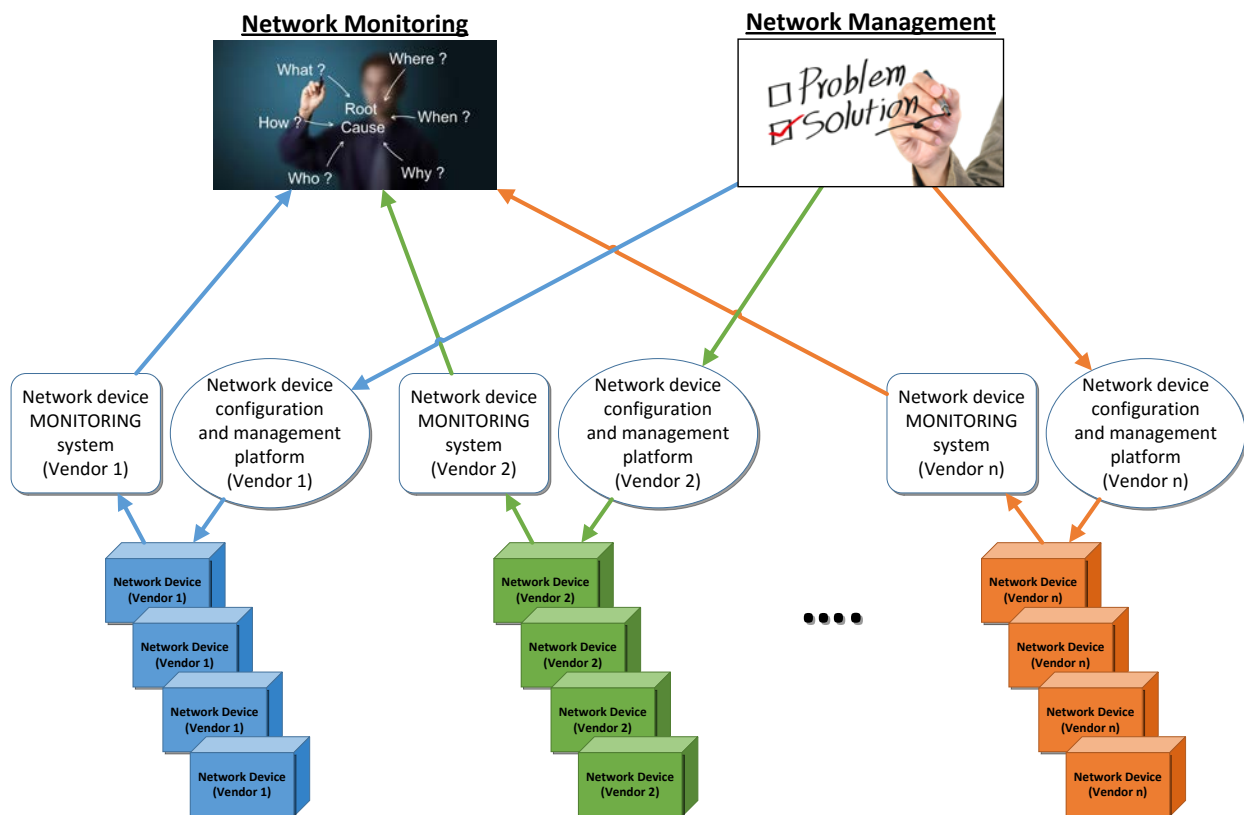 Network Monitoring
Network Management
What ?
Where ?
Root
Cause
How ?
When ?
Who ?
Why ?
Problem
Solution
Network device
MONITORING
system
(Vendor 1)
Network device
configuration
and management
platform
(Vendor 1)
Network device
MONITORING
system
(Vendor 2)
Network device
configuration
and management
platform
(Vendor 2)
Network device
MONITORING
system
(Vendor n)
Network device
configuration
and management
platform
(Vendor n)
Network Device
(Vendor 1)
Network Device
(Vendor 1)
Network Device
(Vendor 1)
Network Device
(Vendor 1)
Network Device
(Vendor 2)
Network Device
(Vendor 2)
Network Device
(Vendor 2)
Network Device
(Vendor 2)
....
Network Device
(Vendor n)
Network Device
(Vendor n)
Network Device
(Vendor n)
Network Device
(Vendor n)